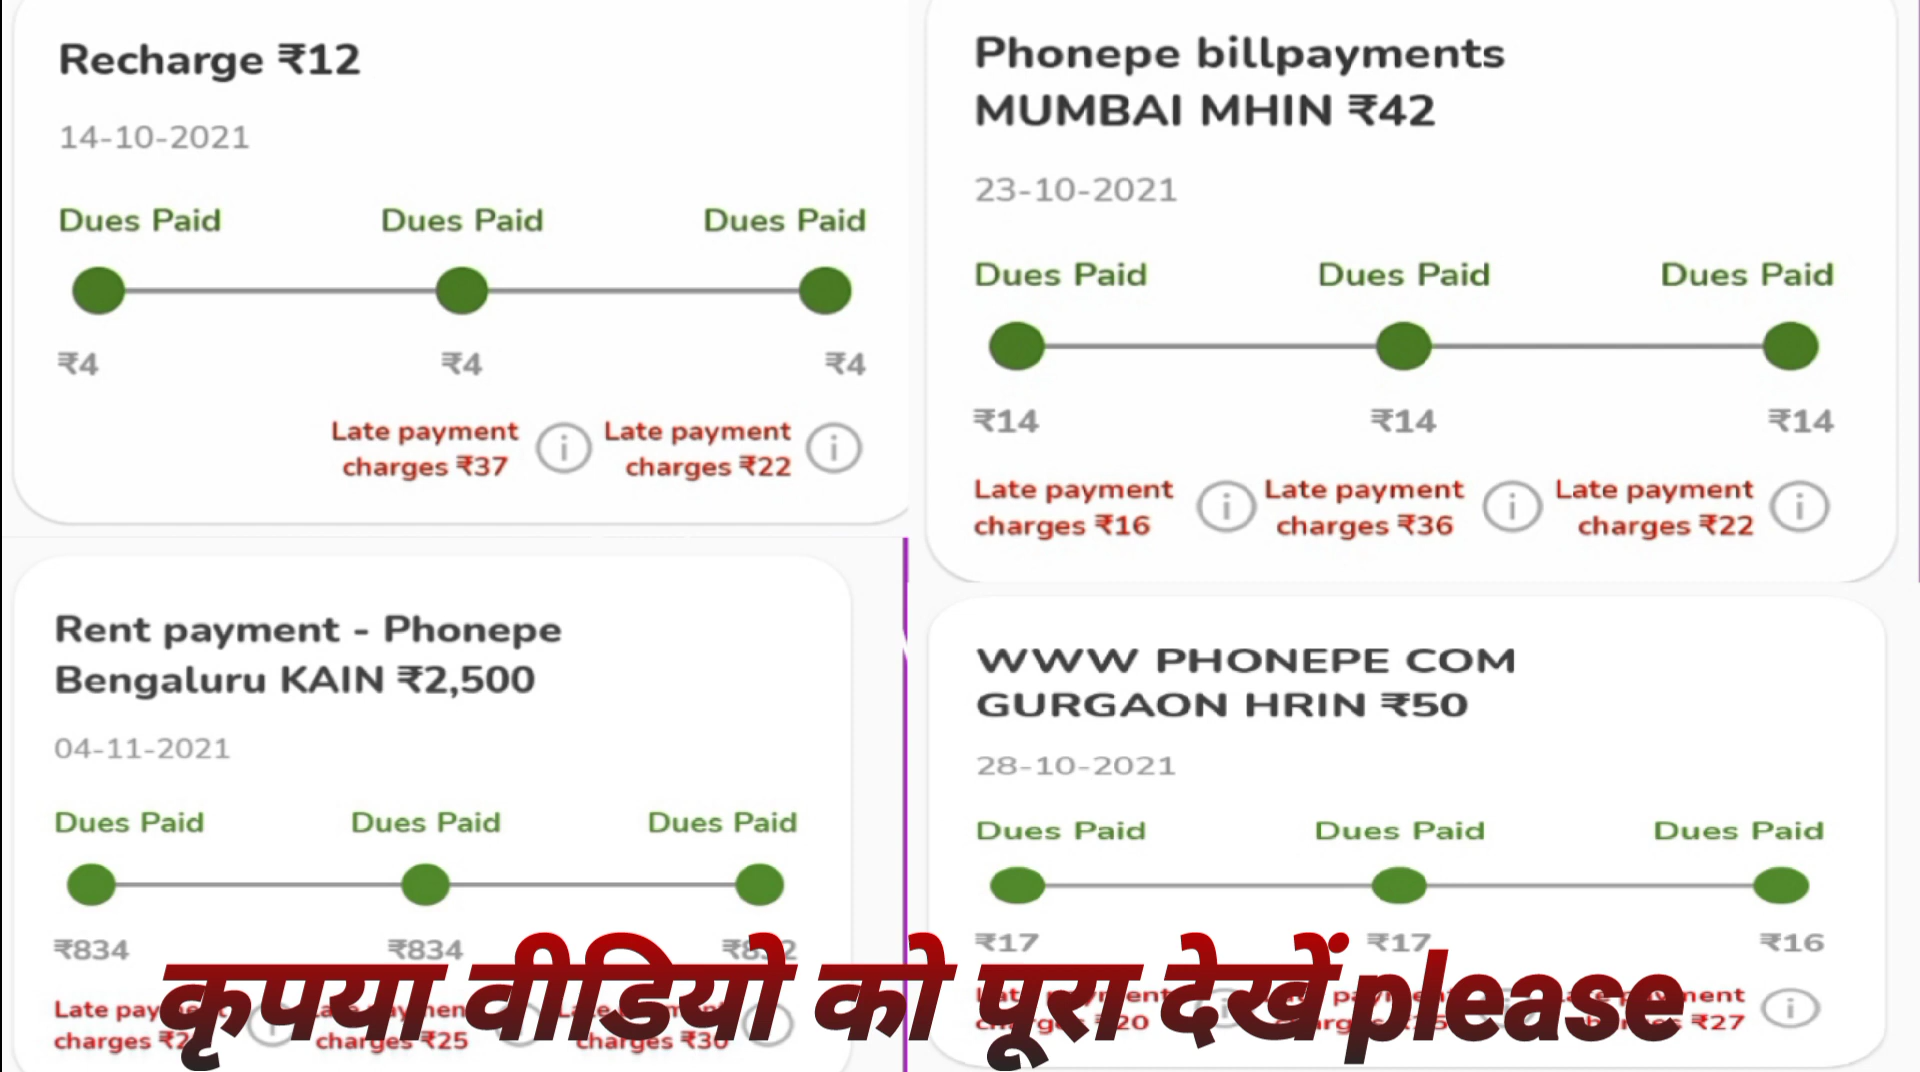 Recharge ₹12
14-10-2021
Dues Paid Dues Paid Dues Paid
₹4 ₹4 ₹4
Late payment Late payment
charges ₹37 charges ₹22
Phonepe billpayments
MUMBAI MHIN ₹42
23-10-2021
Dues Paid Dues Paid Dues Paid
₹14 ₹14 ₹14
Late payment Late payment Late payment
charges ₹16 charges ₹36 charges ₹22
Rent payment - Phonepe
Bengaluru KAIN ₹2,500
04-11-2021
Dues Paid Dues Paid Dues Paid
₹834 ₹834
Late
charges charges ₹25 charges ₹30
WWW PHONEPE COM
GURGAON HRIN ₹50
28-10-2021
Dues Paid Dues Paid Dues Paid
₹17 ₹17 ₹16
₹27
कृपया वीडियो को पूरा देखें please